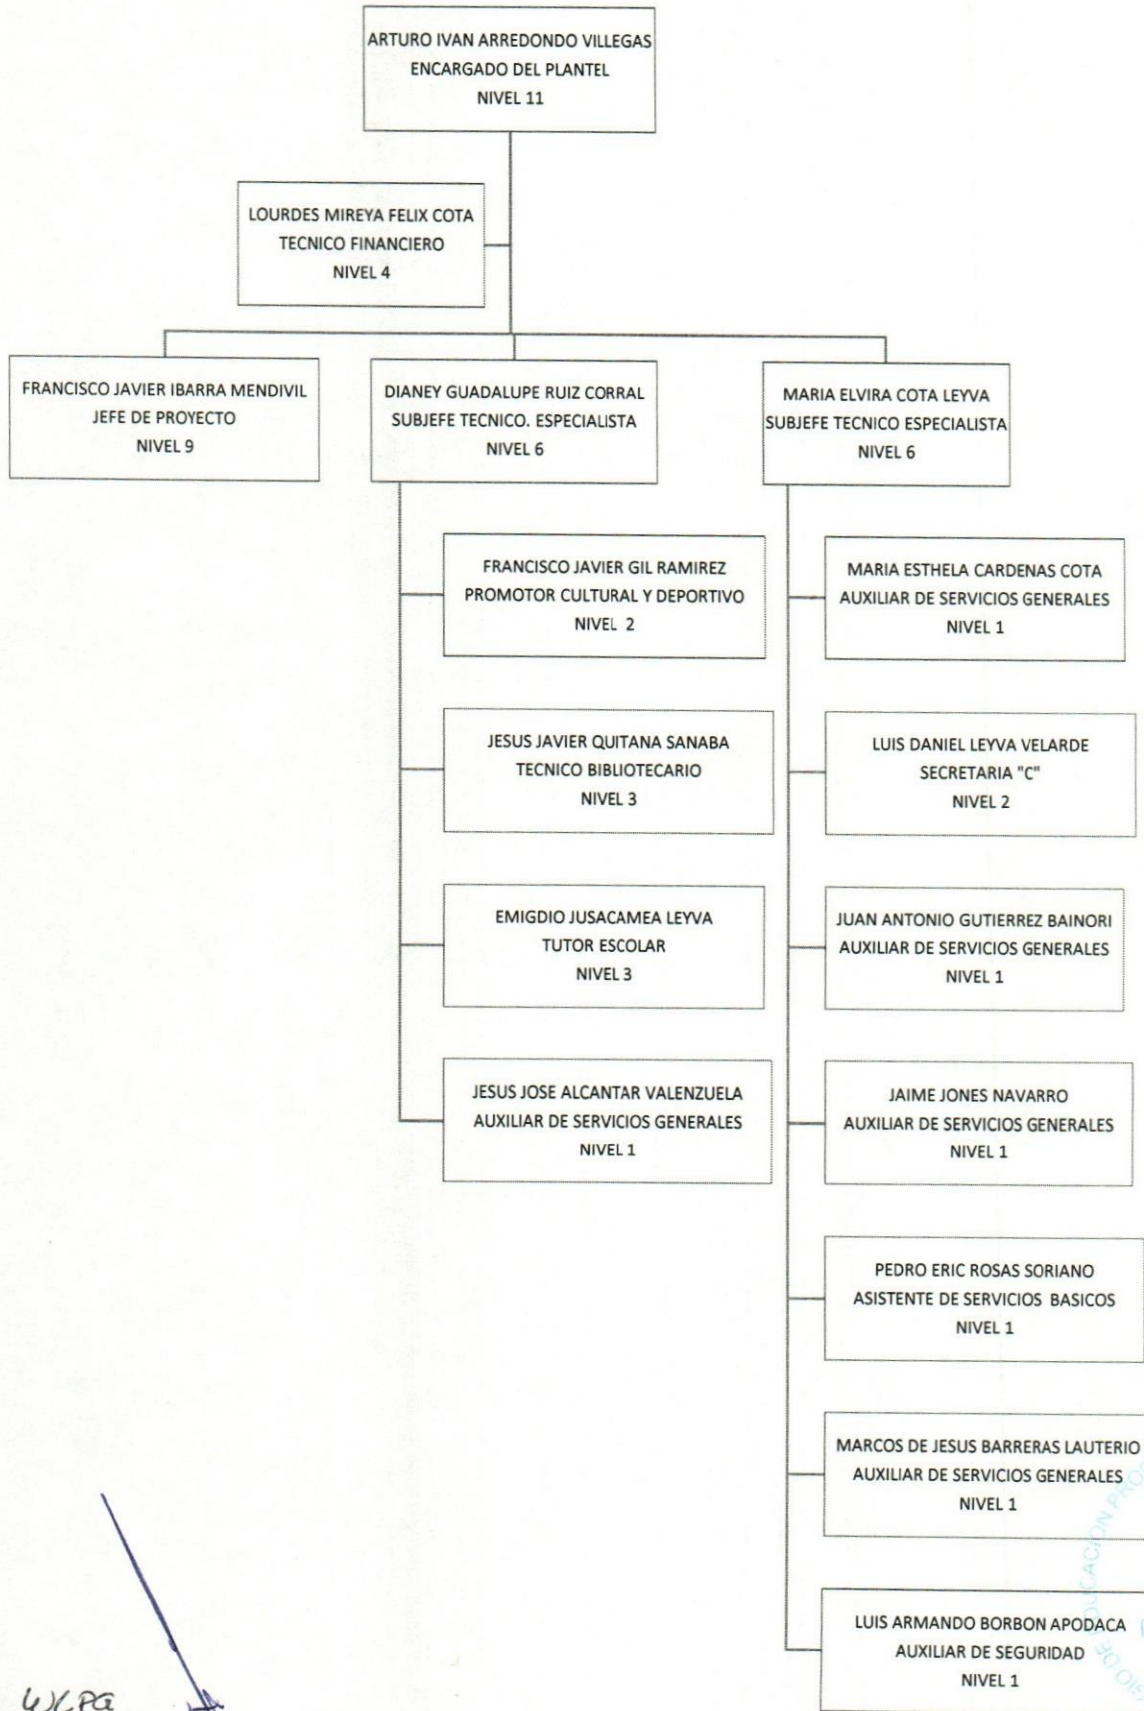 ARTURO IVAN ARREDONDO VILLEGAS
ENCARGADO DEL PLANTEL
NIVEL 11
LOURDES MIREYA FELIX COTA
TECNICO FINANCIERO
NIVEL 4
FRANCISCO JAVIER IBARRA MENDIVIL
JEFE DE PROYECTO
NIVEL 9
DIANEY GUADALUPE RUIZ CORRAL
SUBJEFE TECNICO. ESPECIALISTA
NIVEL 6
MARIA ELVIRA COTA LEYVA
SUBJEFE TECNICO ESPECIALISTA
NIVEL 6
FRANCISCO JAVIER GIL RAMIREZ
PROMOTOR CULTURAL Y DEPORTIVO
NIVEL 2
JESUS JAVIER QUITANA SANABA
TECNICO BIBLIOTECARIO
NIVEL 3
EMIGDIO JUSACAMEA LEYVA
TUTOR ESCOLAR
NIVEL 3
JESUS JOSE ALCANTAR VALENZUELA
AUXILIAR DE SERVICIOS GENERALES
NIVEL 1
MARIA ESTHELA CARDENAS COTA
AUXILIAR DE SERVICIOS GENERALES
NIVEL 1
LUIS DANIEL LEYVA VELARDE
SECRETARIA "C"
NIVEL 2
JUAN ANTONIO GUTIERREZ BAINORI
AUXILIAR DE SERVICIOS GENERALES
NIVEL 1
JAIME JONES NAVARRO
AUXILIAR DE SERVICIOS GENERALES
NIVEL 1
PEDRO ERIC ROSAS SORIANO
ASISTENTE DE SERVICIOS BASICOS
NIVEL 1
MARCOS DE JESUS BARRERAS LAUTERIO
AUXILIAR DE SERVICIOS GENERALES
NIVEL 1
LUIS ARMANDO BORBON APODACA
AUXILIAR DE SEGURIDAD
NIVEL 1
DE EDUCACION